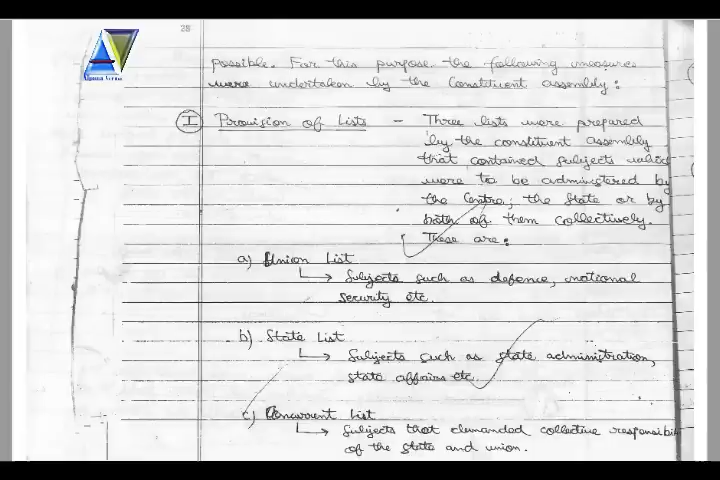 28
Alpana Verma
possible. For this purpose the following measures
were undertaken by the Constituent assembly :
I Provision of Lists - Three lists were prepared
by the constituent assembly
that contained subjects which
were to be administered by
the Centre, the State or by
both of them collectively.
These are :
a) Union List
↳ Subjects such as defence, national
security etc.
b) State List
↳ Subjects such as state administration,
state affairs etc.
c) Concurrent List
↳ Subjects that demanded collective responsibi
of the state and union.